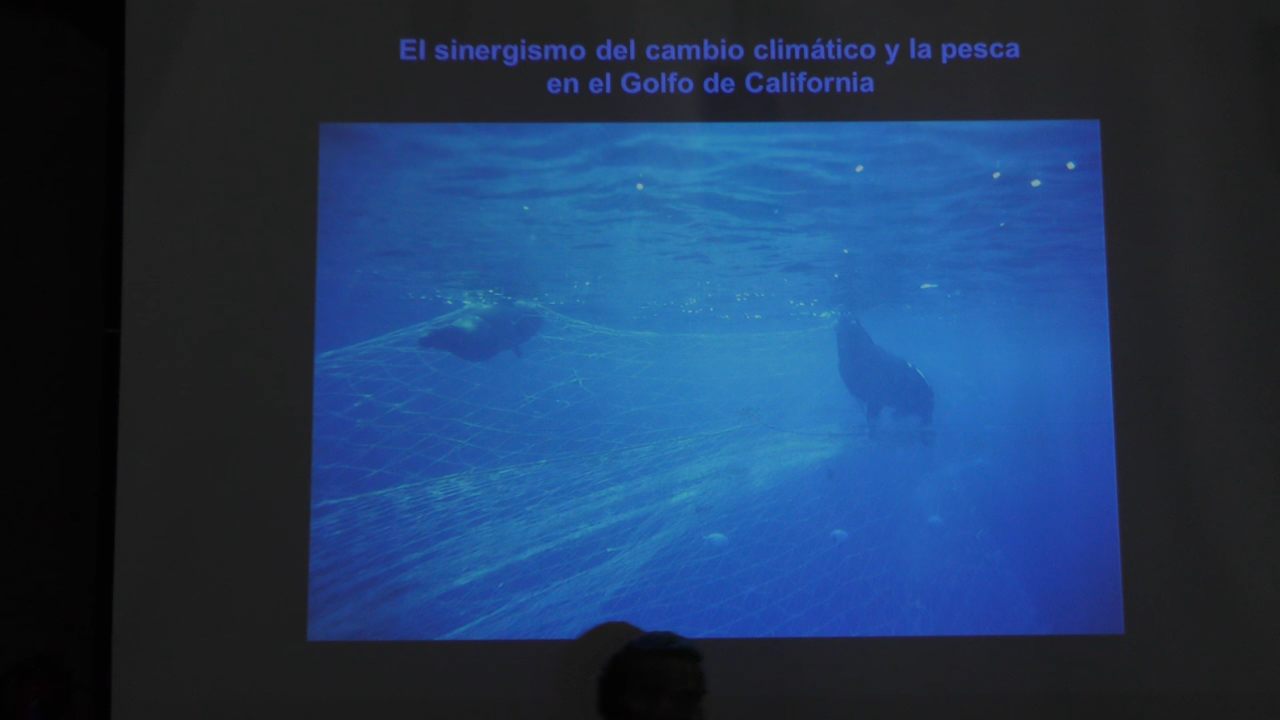 El sinergismo del cambio climático y la pesca
en el Golfo de California